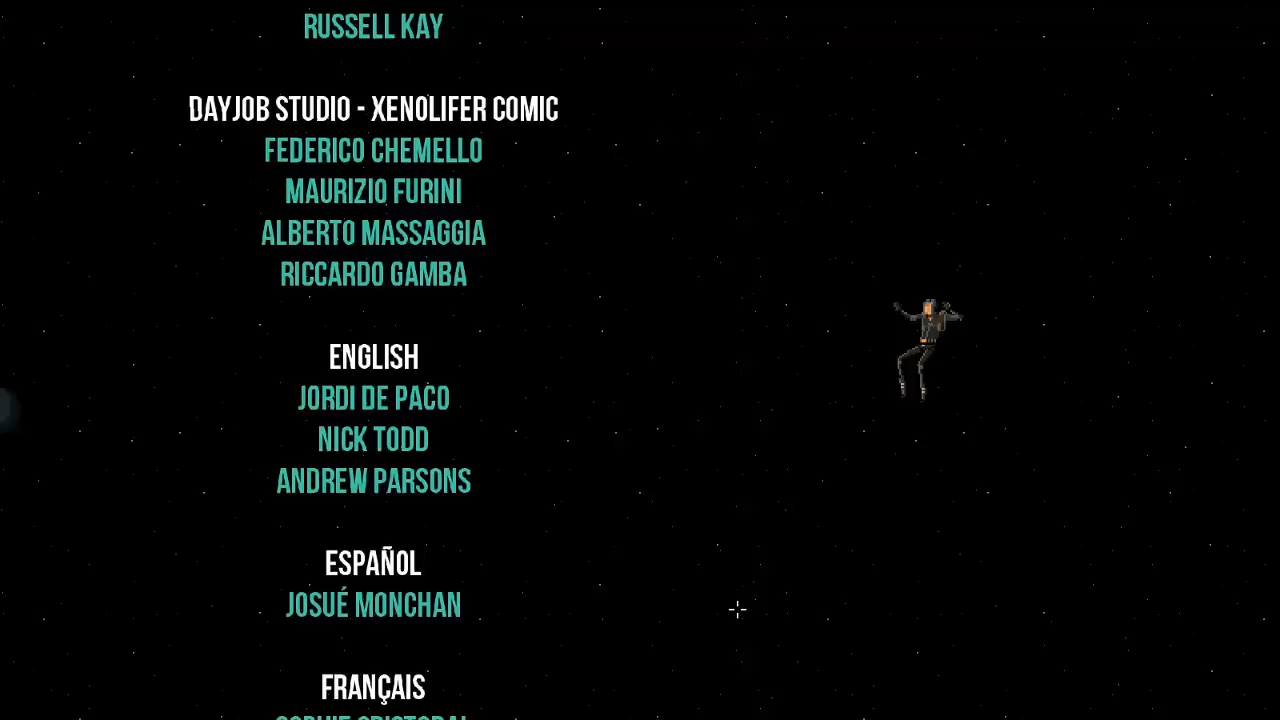 RUSSELL KAY
DAYJOB STUDIO - XENOLIFER COMIC
FEDERICO CHEMELLO
MAURIZIO FURINI
ALBERTO MASSAGGIA
RICCARDO GAMBA
ENGLISH
JORDI DE PACO
NICK TODD
ANDREW PARSONS
ESPAÑOL
JOSUÉ MONCHAN
FRANÇAIS